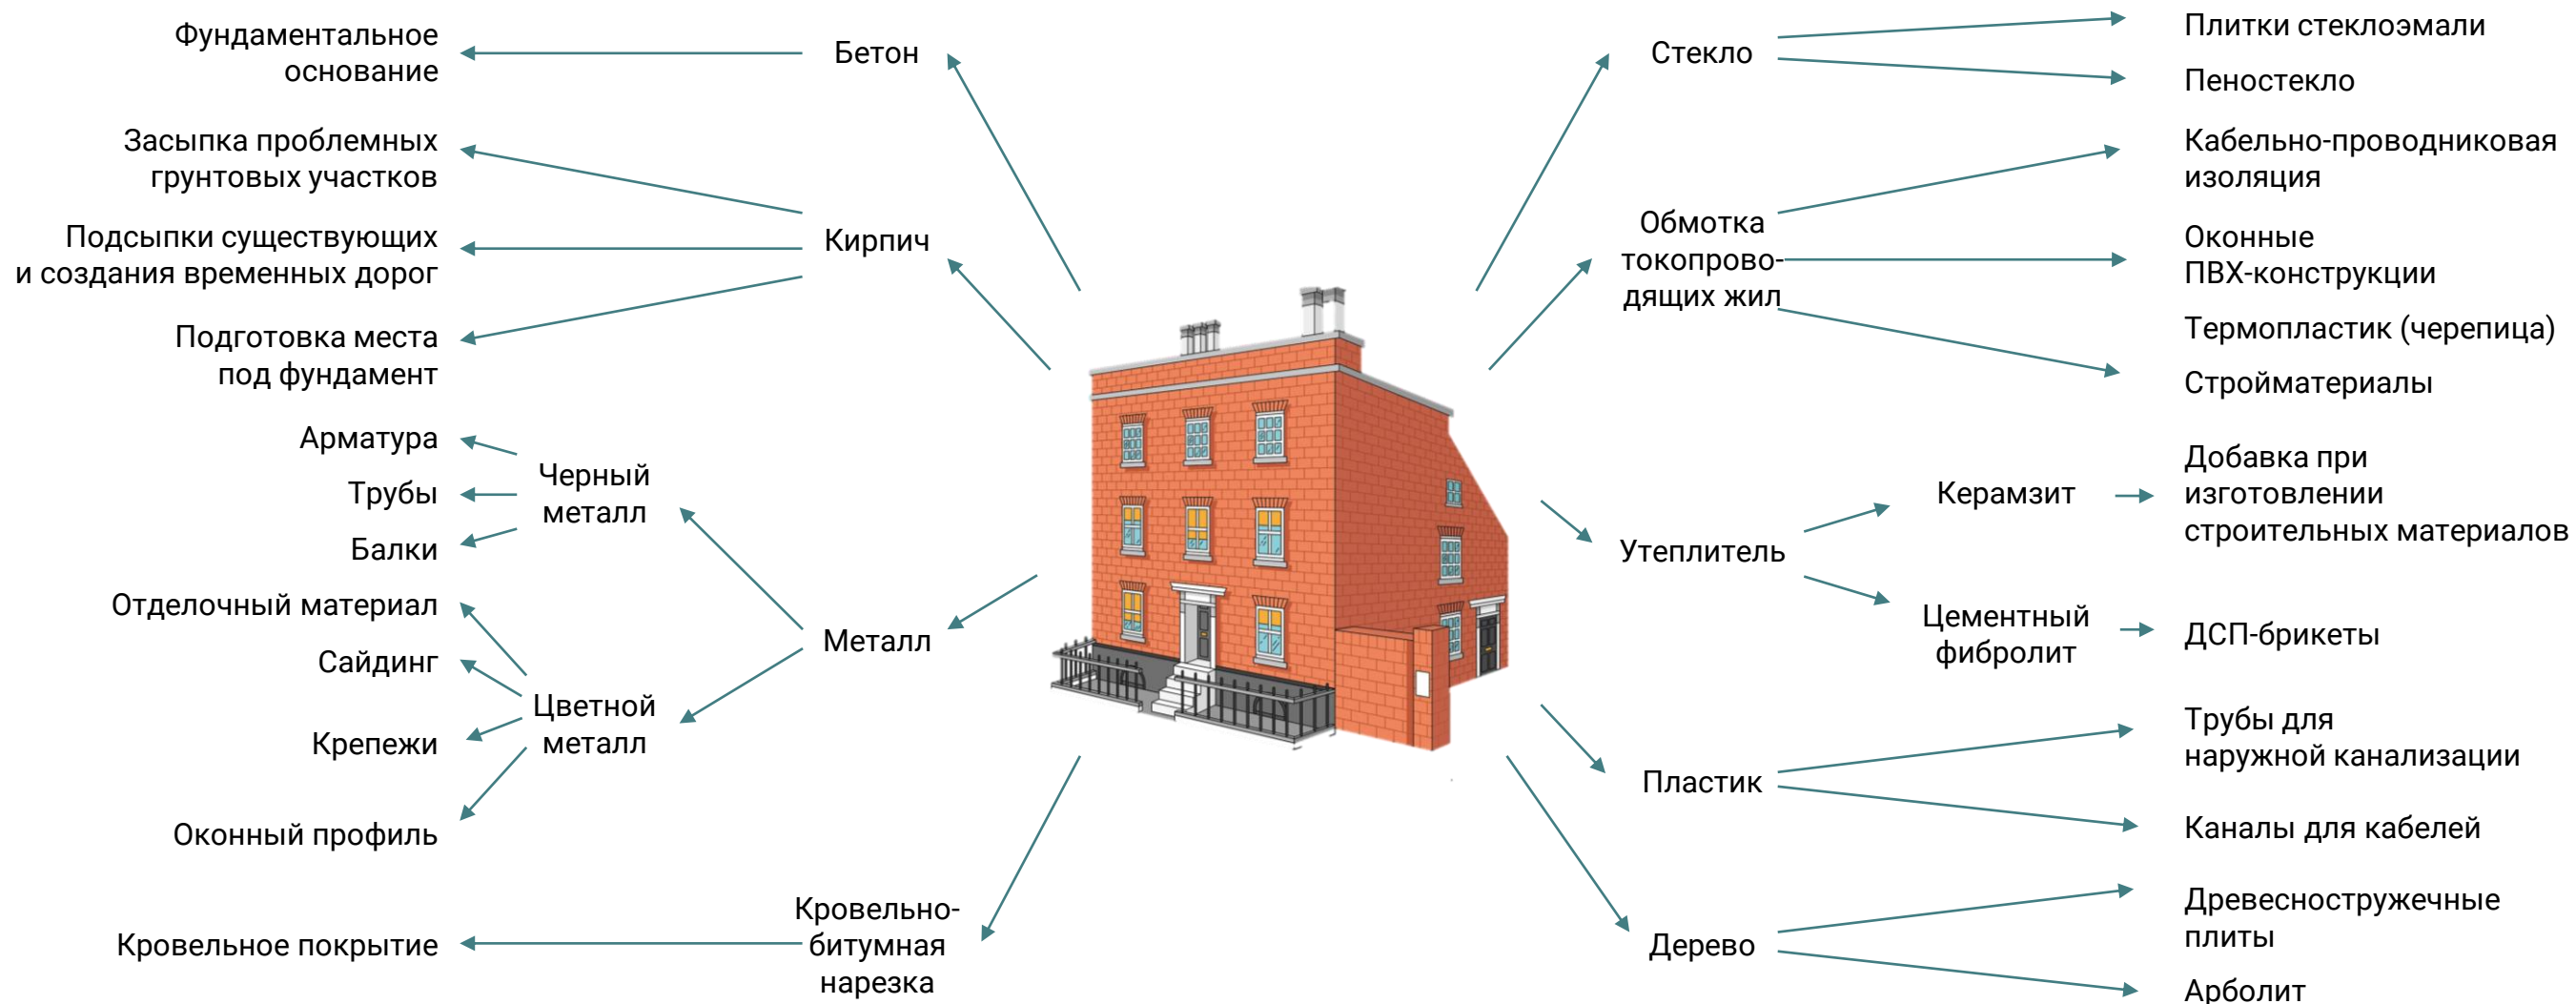 Фундаментальное
основание
Бетон
Засыпка проблемных
грунтовых участков
Подсыпки существующих
и создания временных дорог
Кирпич
Подготовка места
под фундамент
Арматура
Трубы
Балки
Черный
металл
Отделочный материал
Сайдинг
Крепежи
Оконный профиль
Цветной
металл
Металл
Кровельное покрытие
Кровельно-
битумная
нарезка
Стекло
Плитки стеклоэмали
Пеностекло
Обмотка
токопрово-
дящих жил
Кабельно-проводниковая
изоляция
Оконные
ПВХ-конструкции
Термопластик (черепица)
Стройматериалы
Утеплитель
Керамзит
Добавка при
изготовлении
строительных материалов
Цементный
фибролит
ДСП-брикеты
Пластик
Трубы для
наружной канализации
Каналы для кабелей
Дерево
Древесностружечные
плиты
Арболит